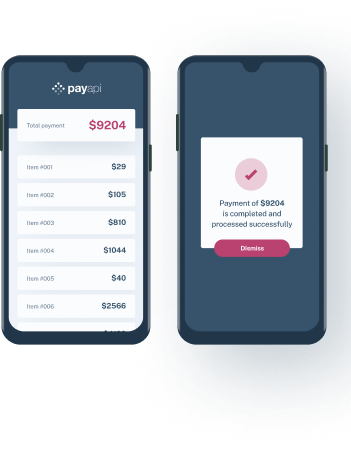 payapi
Total payment $9204
Item #001 $29
Item #002 $105
Item #003 $810
Item #004 $1044
Item #005 $40
Item #006 $2566
Payment of $9204
is completed and
processed successfully
Dismiss